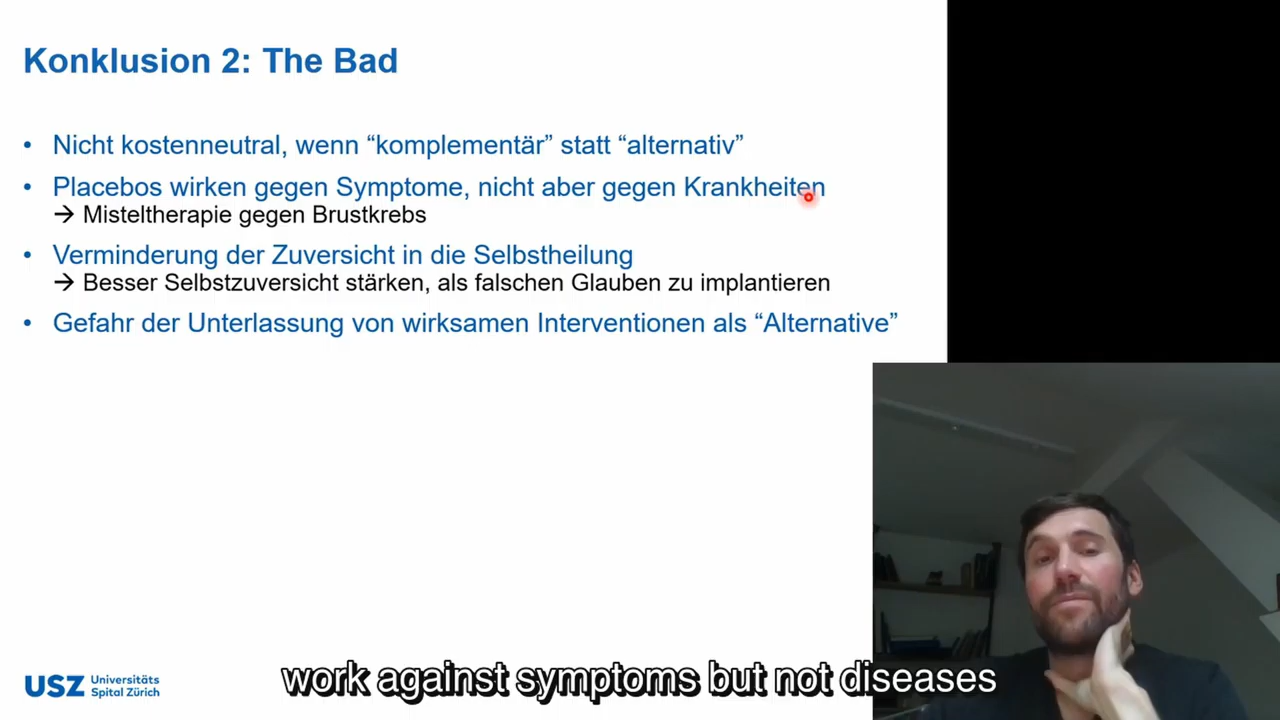 Konklusion 2: The Bad
• Nicht kostenneutral, wenn “komplementär” statt “alternativ”
• Placebos wirken gegen Symptome, nicht aber gegen Krankheiten
→ Misteltherapie gegen Brustkrebs
• Verminderung der Zuversicht in die Selbstheilung
→ Besser Selbstzuversicht stärken, als falschen Glauben zu implantieren
• Gefahr der Unterlassung von wirksamen Interventionen als “Alternative”
USZ Universitäts
Spital Zürich
work against symptoms but not diseases